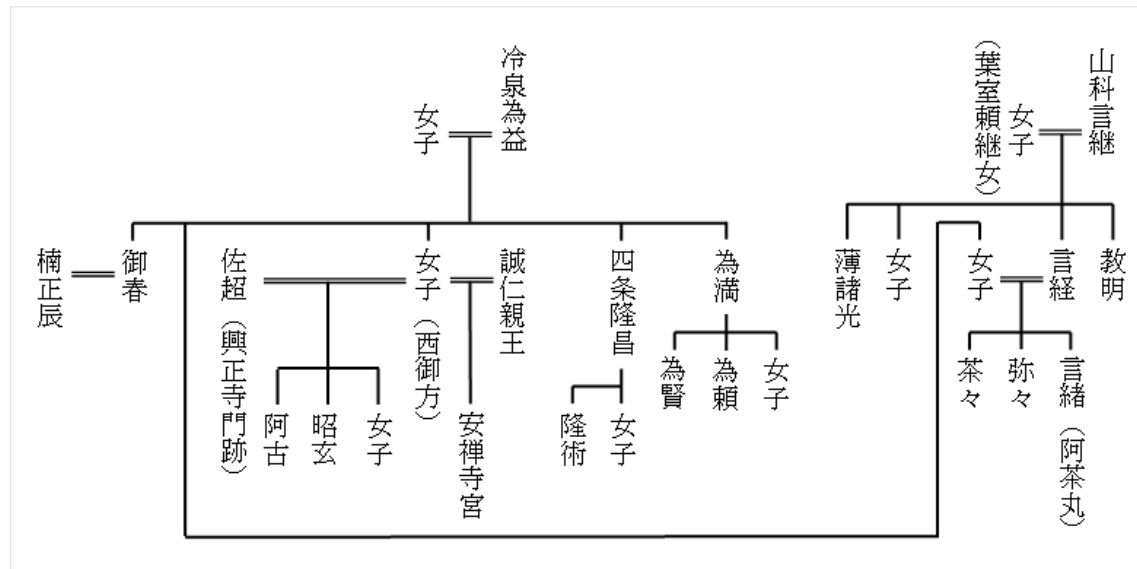 山科言継
女子
（葉室頼継女）
冷泉為益
女子
教明
言経
女子
女子
薄諸光
為満
四条隆昌
誠仁親王
女子（西御方）
佐超（興正寺門跡）
御春
楠正辰
言緒（阿茶丸）
弥々
茶々
女子
為頼
為賢
女子
隆術
安禅寺宮
女子
昭玄
阿古